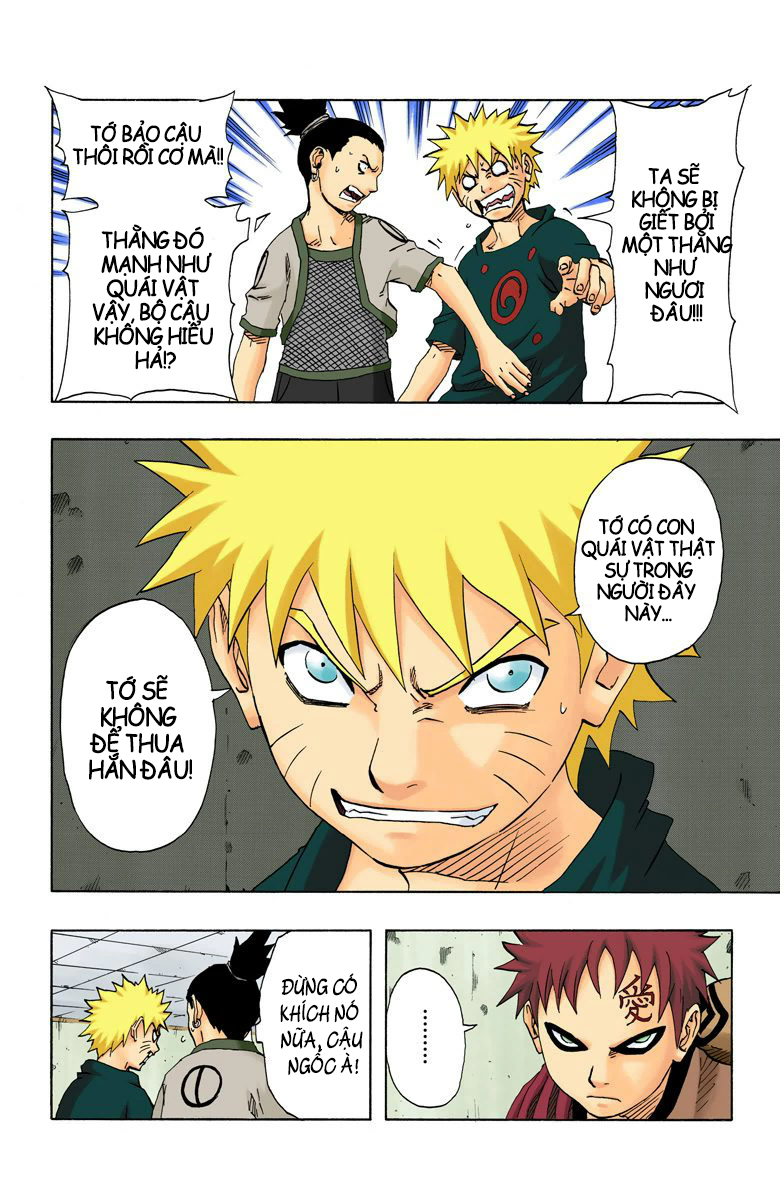 TA SẼ
KHÔNG BỊ
GIẾT BỞI
MỘT THẰNG
NHƯ
NGƯƠI
ĐÂU!!!
TỚ BẢO CẬU
THÔI RỒI CƠ MÀ!!
THẰNG ĐÓ
MẠNH NHƯ
QUÁI VẬT
VẬY, BỘ CẬU
KHÔNG HIỂU
HẢ!?
TỚ CÓ CON
QUÁI VẬT THẬT
SỰ TRONG
NGƯỜI ĐÂY
NÀY...
TỚ SẼ
KHÔNG
ĐỂ THUA
HẮN ĐÂU!
.........
愛
ĐỪNG CÓ
KHÍCH NÓ
NỮA, CẬU
NGỐC À!